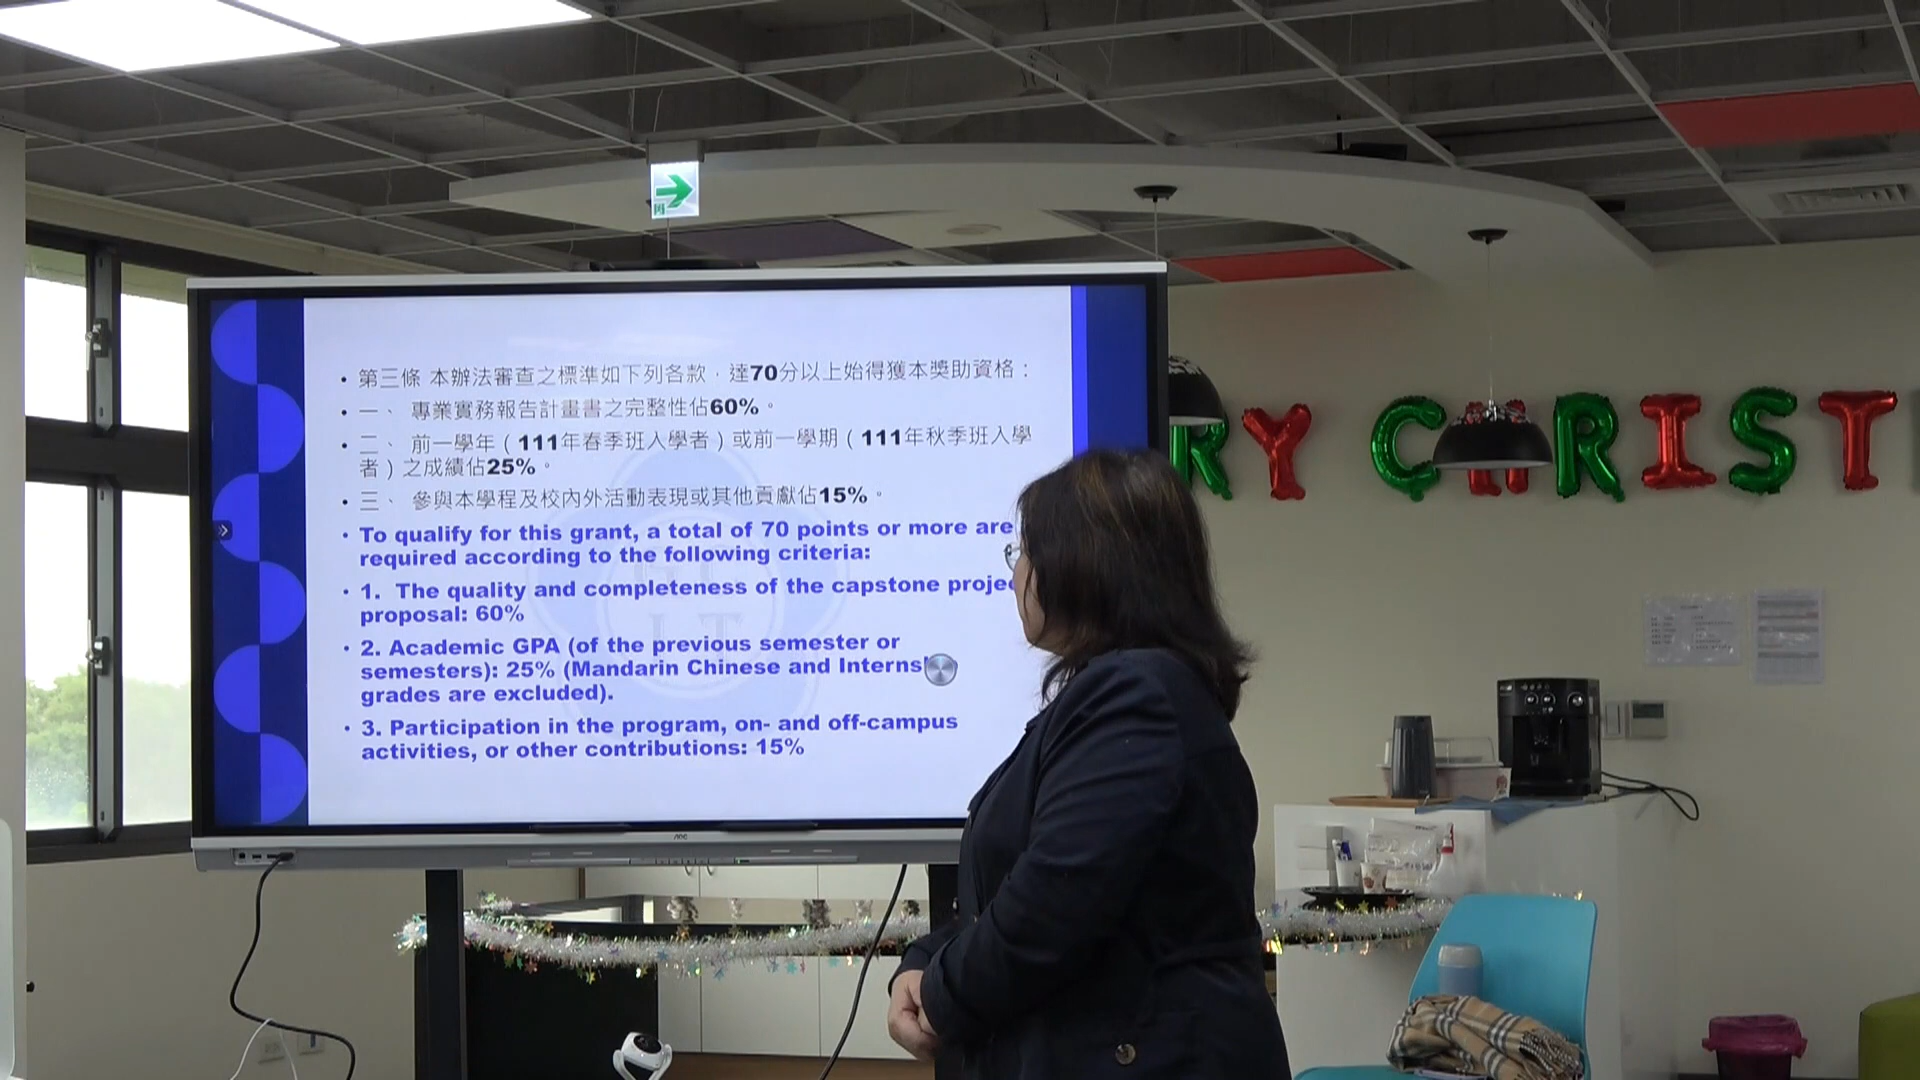 第三條 本辦法審查之標準如下列各款，達70分以上始得獲本獎助資格：
一、 專業實務報告計畫書之完整性佔60%。
二、 前一學年（111年春季班入學者）或前一學期（111年秋季班入學
者）之成績佔25%。
三、 參與本學程及校內外活動表現或其他貢獻佔15%。
To qualify for this grant, a total of 70 points or more are
required according to the following criteria:
1. The quality and completeness of the capstone
proposal: 60%
2. Academic GPA (of the previous semester or
semesters): 25% (Mandarin Chinese and
grades are excluded).
3. Participation in the program, on- and off-campus
activities, or other contributions: 15%
AOC
RY CHRIST